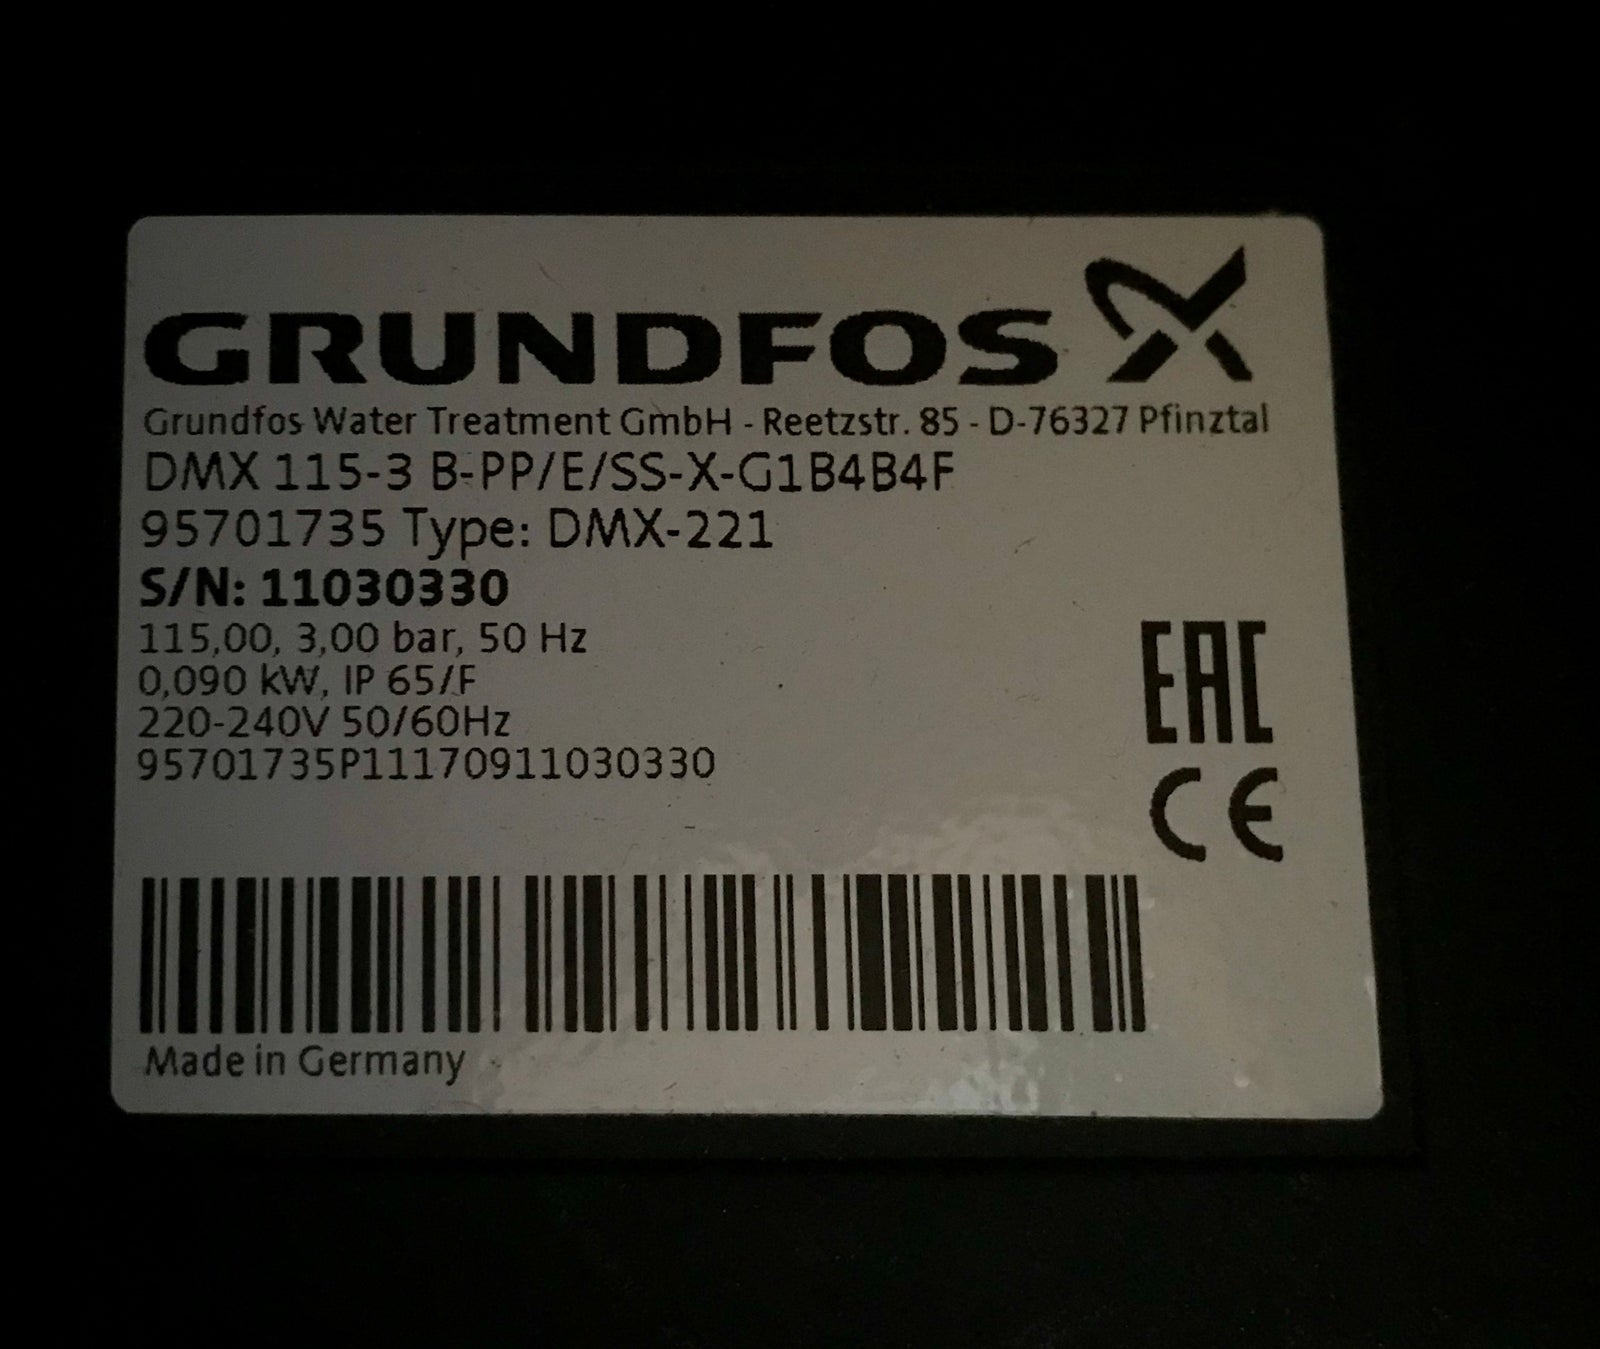 GRUNDFOS
Grundfos Water Treatment GmbH - Reetzstr. 85 - D-76327 Pfinztal
DMX 115-3 B-PP/E/SS-X-G1B4B4F
95701735 Type: DMX-221
S/N: 11030330
115,00, 3,00 bar, 50 Hz
0,090 kW, IP 65/F
220-240V 50/60Hz
95701735P11170911030330
EAC
CE
Made in Germany